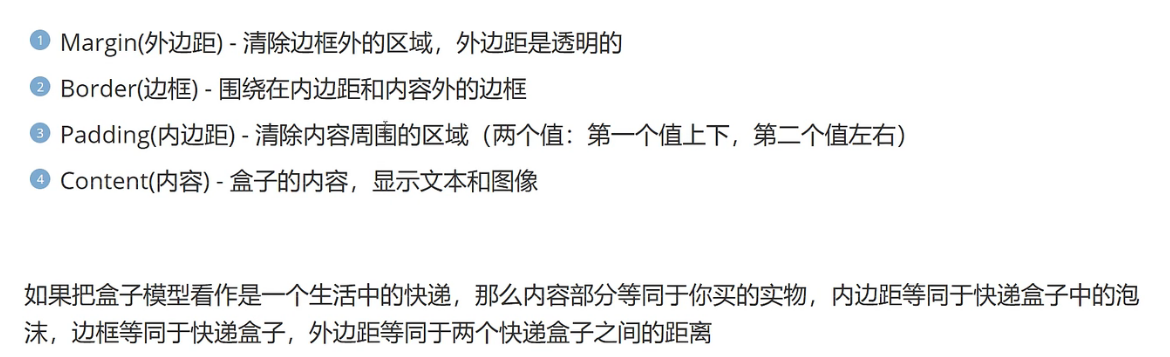 1 Margin(外边距) - 清除边框外的区域，外边距是透明的
2 Border(边框) - 围绕在内边距和内容外的边框
3 Padding(内边距) - 清除内容周围的区域（两个值：第一个值上下，第二个值左右）
4 Content(内容) - 盒子的内容，显示文本和图像
如果把盒子模型看作是一个生活中的快递，那么内容部分等同于你买的实物，内边距等同于快递盒子中的泡
沫，边框等同于快递盒子，外边距等同于两个快递盒子之间的距离